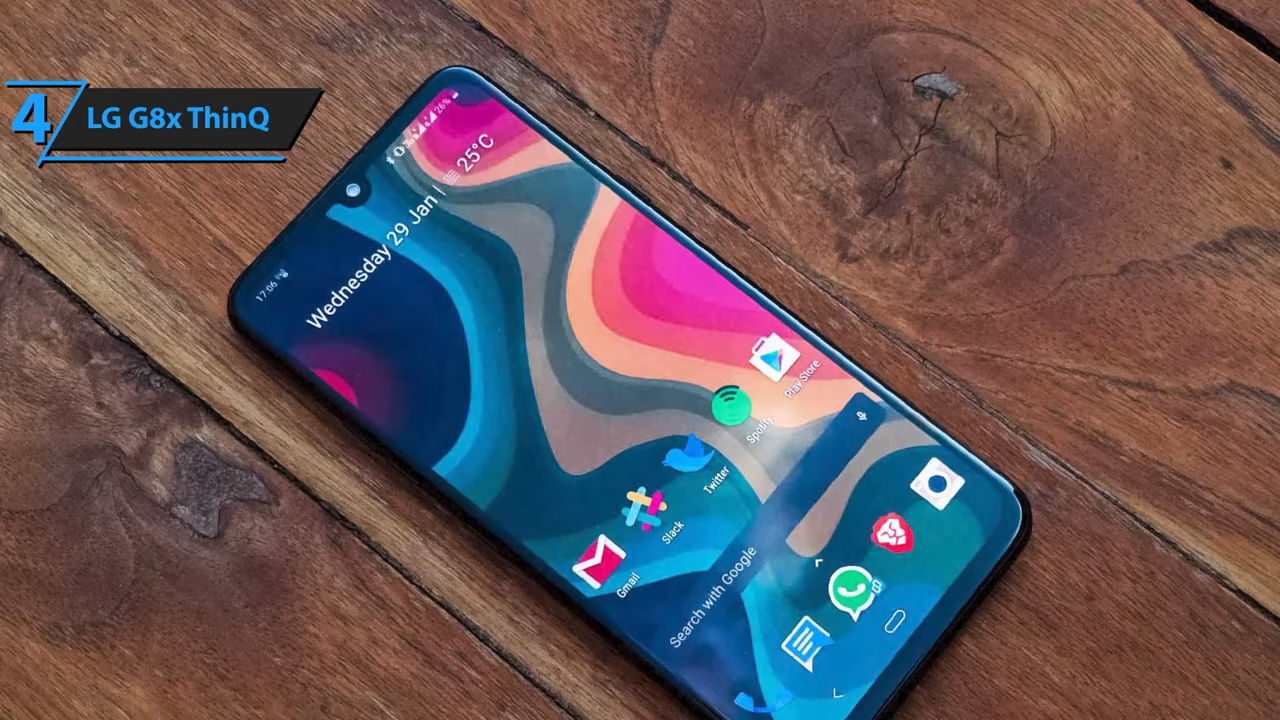 4
LG G8x ThinQ
26%
17:06
Wednesday 29 Jan | 25°C
Play Store
Spotify
Twitter
Slack
Gmail
Search with Google